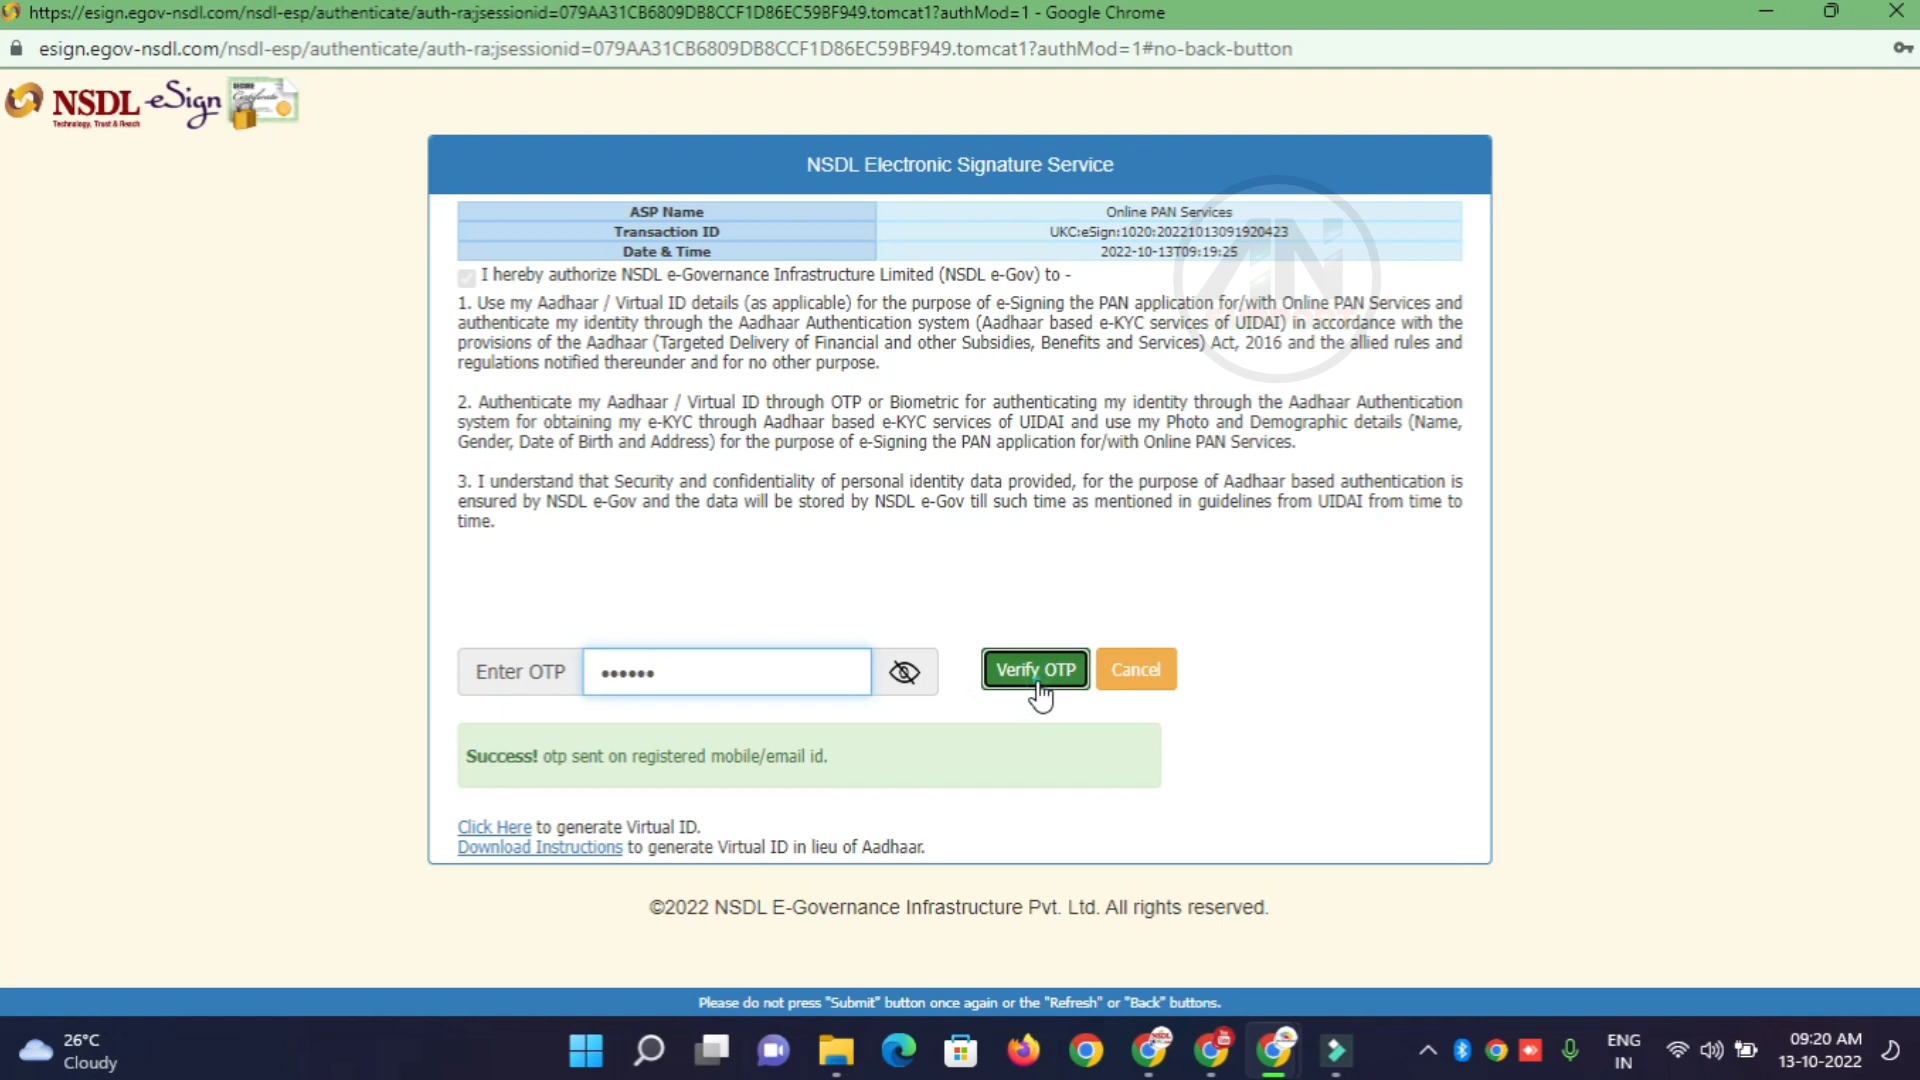 https://esign.egov-nsdl.com/nsdl-esp/authenticate/auth-ra;jsessionid=079AA31CB6809DB8CCF1D86EC59BF949.tomcat1?authMod=1 - Google Chrome
esign.egov-nsdl.com/nsdl-esp/authenticate/auth-ra;jsessionid=079AA31CB6809DB8CCF1D86EC59BF949.tomcat1?authMod=1#no-back-button
NSDL eSign
Technology, Trust & Reach
NSDL Electronic Signature Service
ASP Name Online PAN Services
Transaction ID UKC:eSign:1020:20221013091920423
Date & Time 2022-10-13T09:19:25
I hereby authorize NSDL e-Governance Infrastructure Limited (NSDL e-Gov) to -
1. Use my Aadhaar / Virtual ID details (as applicable) for the purpose of e-Signing the PAN application for/with Online PAN Services and
authenticate my identity through the Aadhaar Authentication system (Aadhaar based e-KYC services of UIDAI) in accordance with the
provisions of the Aadhaar (Targeted Delivery of Financial and other Subsidies, Benefits and Services) Act, 2016 and the allied rules and
regulations notified thereunder and for no other purpose.
2. Authenticate my Aadhaar / Virtual ID through OTP or Biometric for authenticating my identity through the Aadhaar Authentication
system for obtaining my e-KYC through Aadhaar based e-KYC services of UIDAI and use my Photo and Demographic details (Name,
Gender, Date of Birth and Address) for the purpose of e-Signing the PAN application for/with Online PAN Services.
3. I understand that Security and confidentiality of personal identity data provided, for the purpose of Aadhaar based authentication is
ensured by NSDL e-Gov and the data will be stored by NSDL e-Gov till such time as mentioned in guidelines from UIDAI from time to
time.
Enter OTP •••••• Verify OTP Cancel
Success! otp sent on registered mobile/email id.
Click Here to generate Virtual ID.
Download Instructions to generate Virtual ID in lieu of Aadhaar.
©2022 NSDL E-Governance Infrastructure Pvt. Ltd. All rights reserved.
Please do not press "Submit" button once again or the "Refresh" or "Back" buttons.
26°C
Cloudy
ENG
IN
09:20 AM
13-10-2022